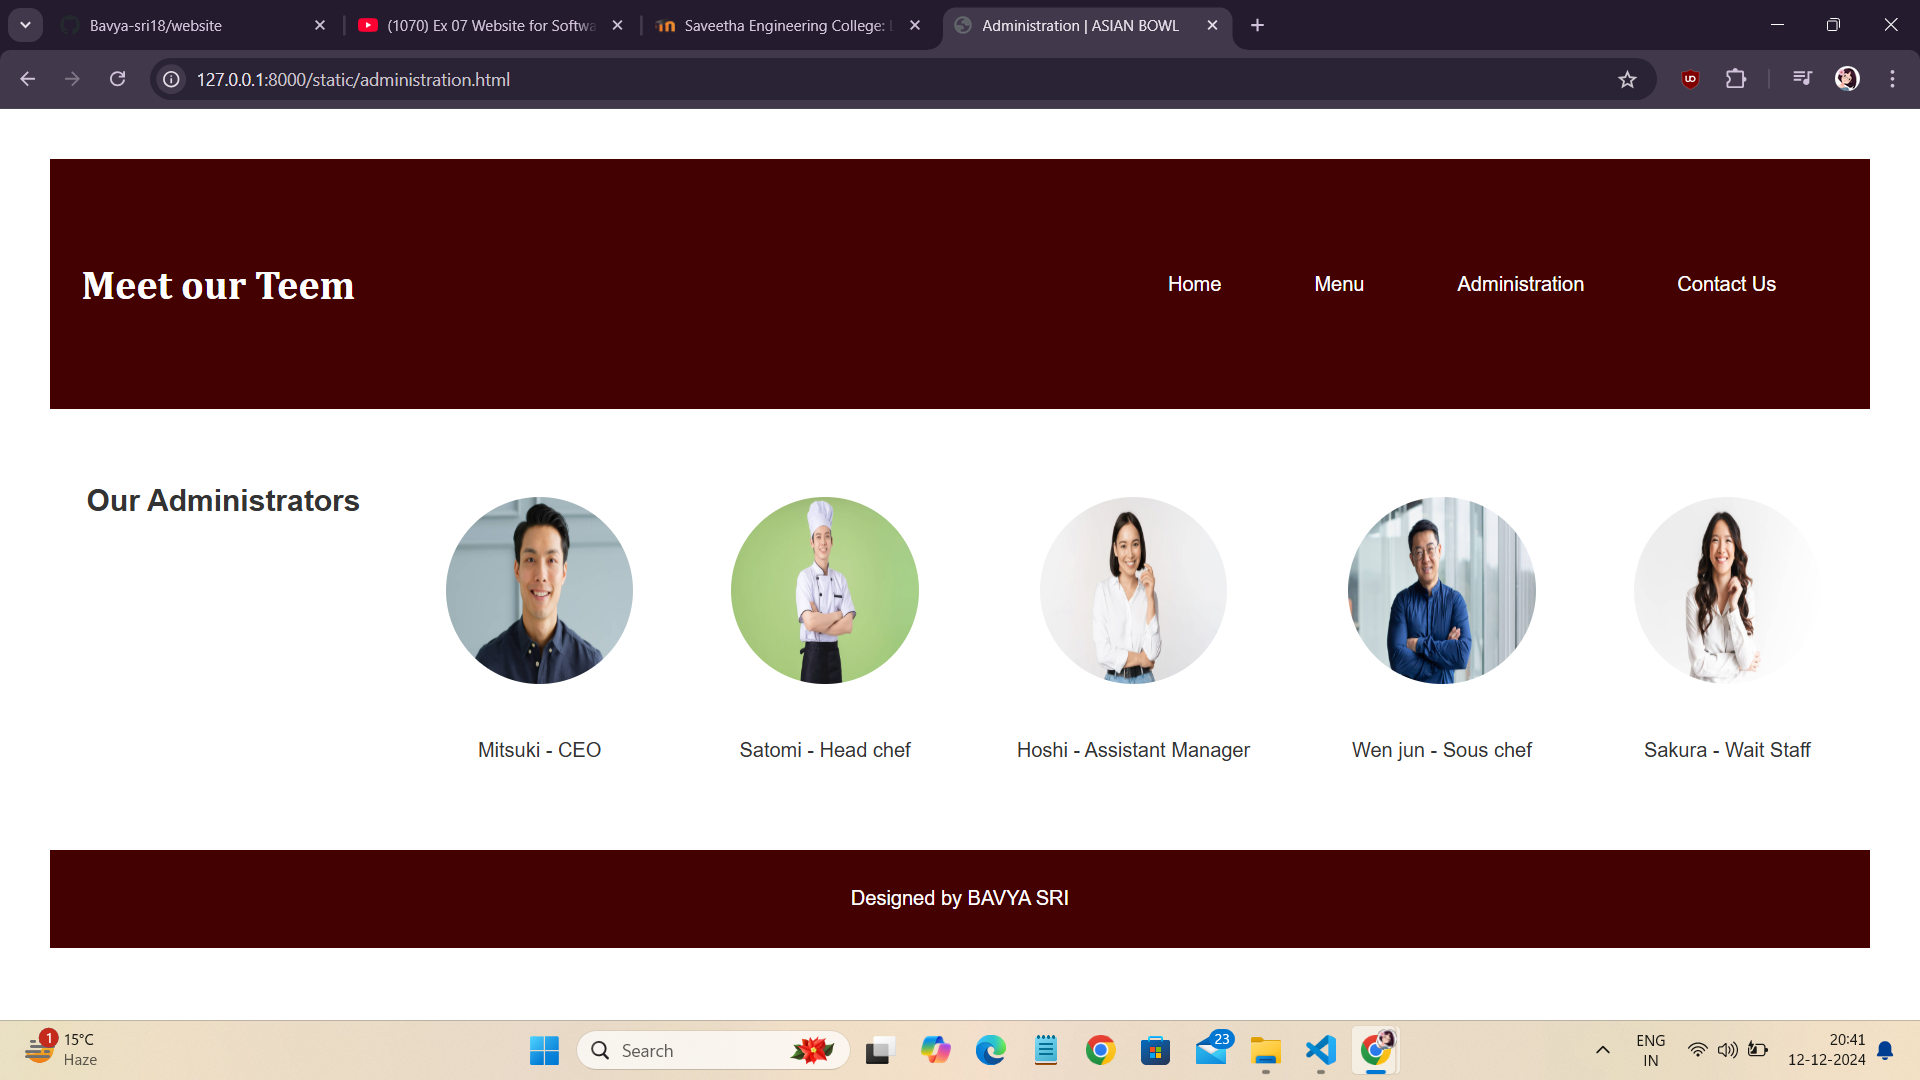 Bavya-sri18/website
(1070) Ex 07 Website for Softwa
Saveetha Engineering College:
Administration | ASIAN BOWL
127.0.0.1:8000/static/administration.html
Meet our Teem
Home
Menu
Administration
Contact Us
Our Administrators
Mitsuki - CEO
Satomi - Head chef
Hoshi - Assistant Manager
Wen jun - Sous chef
Sakura - Wait Staff
Designed by BAVYA SRI
1
15°C
Haze
Search
23
ENG
IN
20:41
12-12-2024